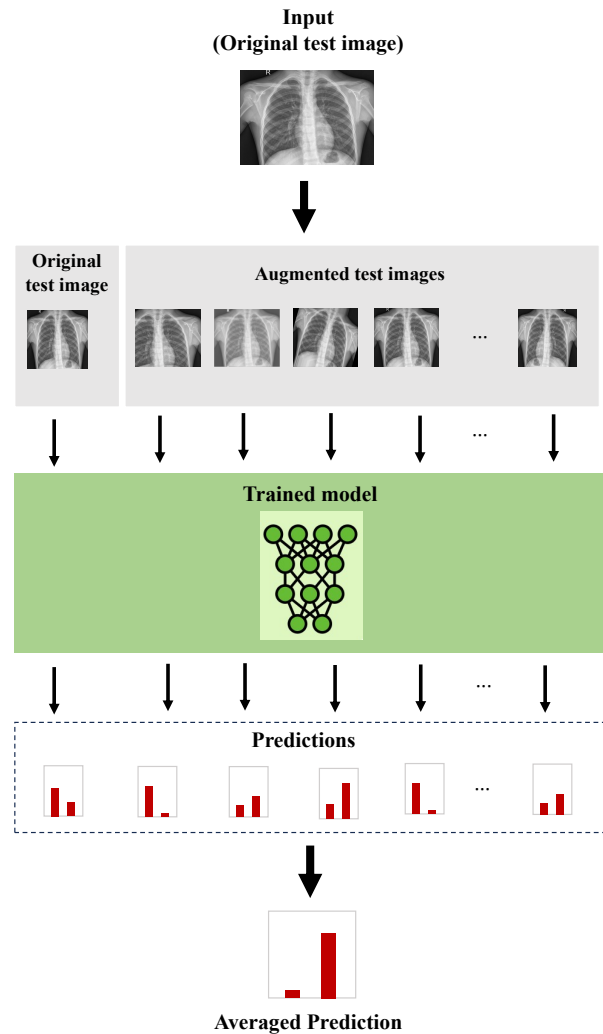 Input
(Original test image)
R
Original
test image
Augmented test images
...
...
Trained model
...
Predictions
...
Averaged Prediction